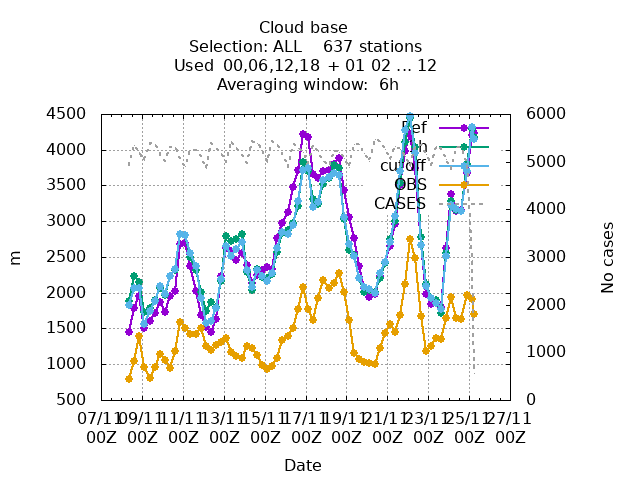 Cloud base
Selection: ALL 637 stations
Used 00,06,12,18 + 01 02 ... 12
Averaging window: 6h
4500
4000
3500
3000
2500
2000
1500
1000
500
m
6000
5000
4000
3000
2000
1000
0
No cases
Ref
cutoff
OBS
CASES
07/11 09/11 11/11 13/11 15/11 17/11 19/11 21/11 23/11 25/11 27/11
00Z 00Z 00Z 00Z 00Z 00Z 00Z 00Z 00Z 00Z 00Z
Date